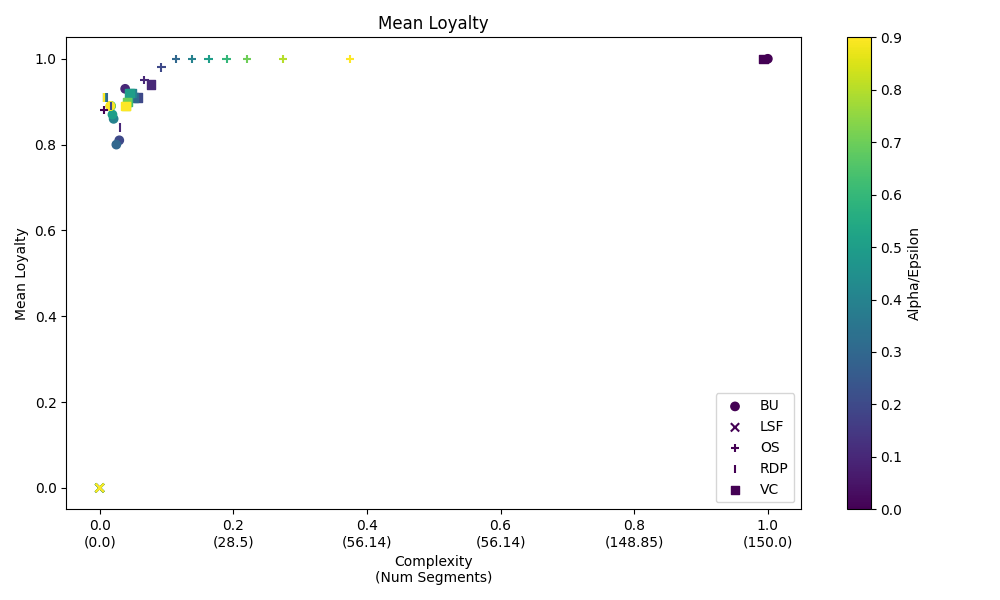 Mean Loyalty
1.0
0.8
0.6
0.4
0.2
0.0
Mean Loyalty
0.0
(0.0)
0.2
(28.5)
0.4
(56.14)
0.6
(56.14)
0.8
(148.85)
1.0
(150.0)
Complexity
(Num Segments)
BU
LSF
OS
RDP
VC
0.9
0.8
0.7
0.6
0.5
0.4
0.3
0.2
0.1
0.0
Alpha/Epsilon